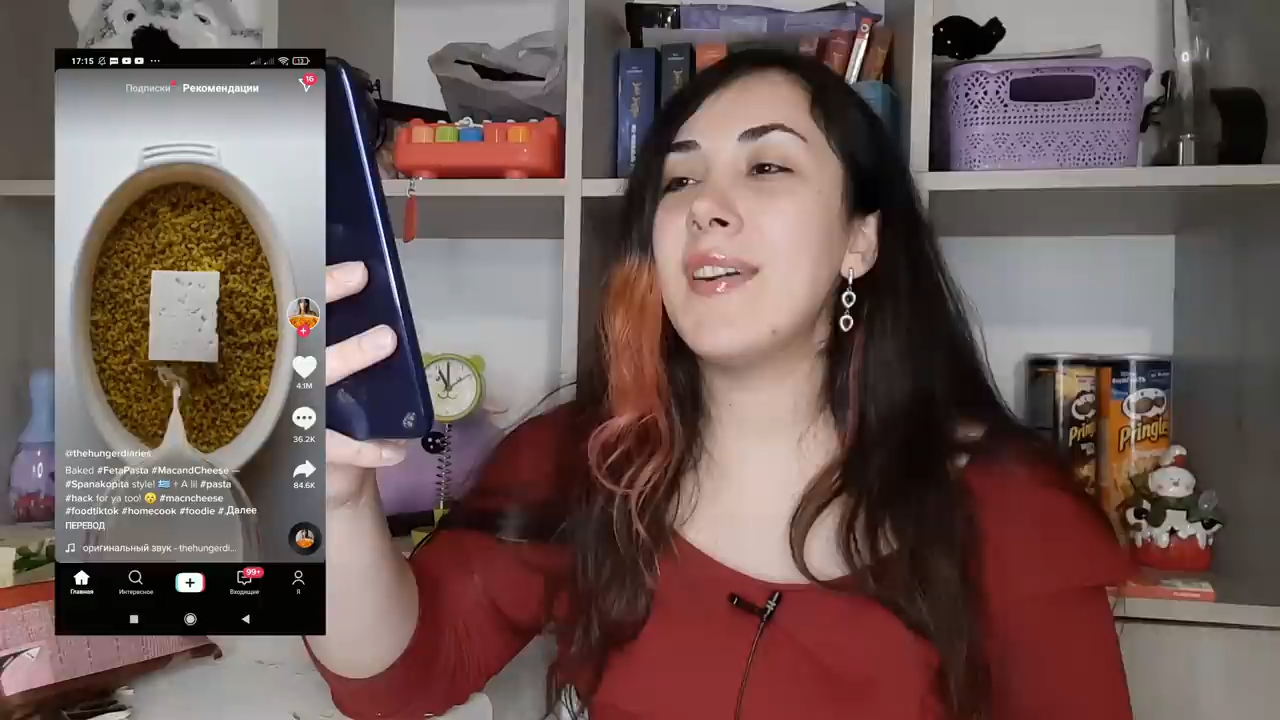 17:15
13
Подписки Рекомендации
16
4.1M
36.2K
84.6K
@thehungerdiaries
Baked #FetaPasta #MacandCheese —
#Spanakopita style! 🇬🇷 + A lil #pasta
#hack for ya too! 😗 #macncheese
#foodtiktok #homecook #foodie # Далее
ПЕРЕВОД
оригинальный звук - thehungerdi...
99+
Главная
Интересное
Входящие
Я
Pringles